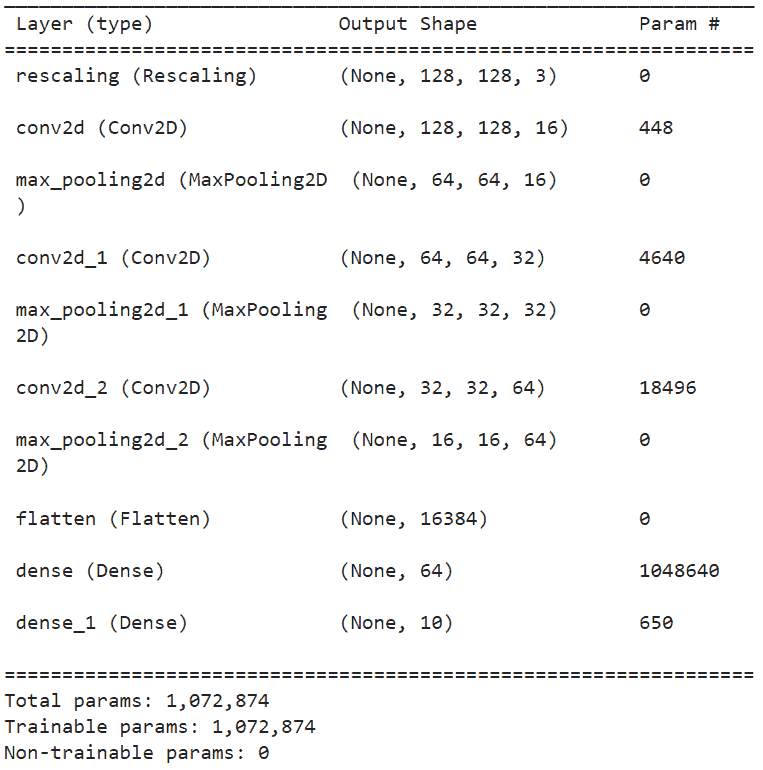 Layer (type) Output Shape Param #
=================================================================
rescaling (Rescaling) (None, 128, 128, 3) 0
conv2d (Conv2D) (None, 128, 128, 16) 448
max_pooling2d (MaxPooling2D (None, 64, 64, 16) 0
)
conv2d_1 (Conv2D) (None, 64, 64, 32) 4640
max_pooling2d_1 (MaxPooling (None, 32, 32, 32) 0
2D)
conv2d_2 (Conv2D) (None, 32, 32, 64) 18496
max_pooling2d_2 (MaxPooling (None, 16, 16, 64) 0
2D)
flatten (Flatten) (None, 16384) 0
dense (Dense) (None, 64) 1048640
dense_1 (Dense) (None, 10) 650
=================================================================
Total params: 1,072,874
Trainable params: 1,072,874
Non-trainable params: 0